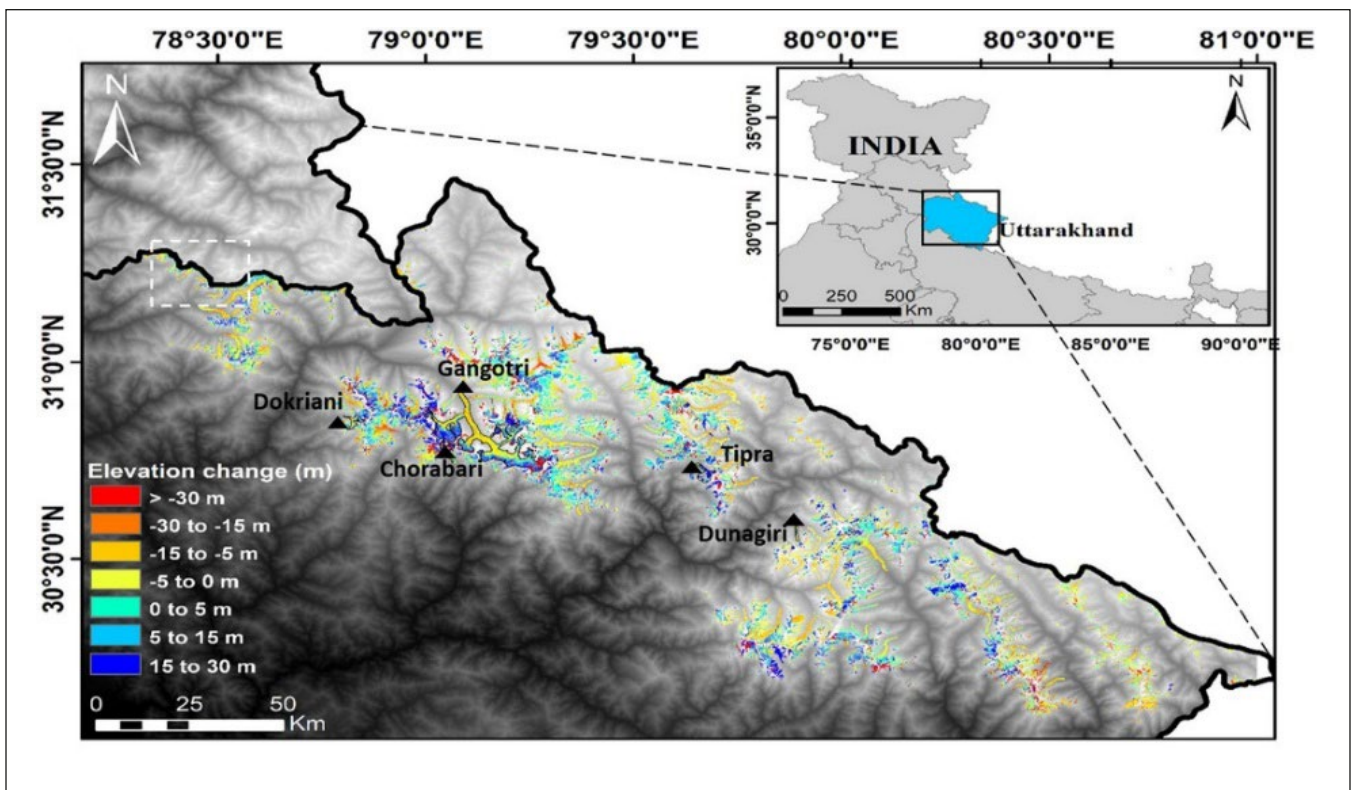 78°30'0"E 79°0'0"E 79°30'0"E 80°0'0"E 80°30'0"E 81°0'0"E
N
31°30'0"N
31°0'0"N
30°30'0"N
N
INDIA
Uttarakhand
35°0'0"N
30°0'0"N
0 250 500
Km
75°0'0"E 80°0'0"E 85°0'0"E 90°0'0"E
Gangotri
Dokriani
Chorabari
Tipra
Dunagiri
Elevation change (m)
> -30 m
-30 to -15 m
-15 to -5 m
-5 to 0 m
0 to 5 m
5 to 15 m
15 to 30 m
0 25 50
Km